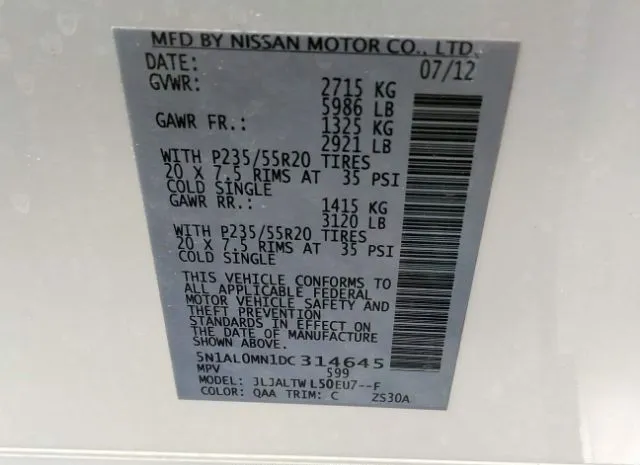 MFD BY NISSAN MOTOR CO., LTD.
DATE: 07/12
GVWR: 2715 KG
5986 LB
GAWR FR.: 1325 KG
2921 LB
WITH P235/55R20 TIRES
20 X 7.5 RIMS AT 35 PSI
COLD SINGLE
GAWR RR.: 1415 KG
3120 LB
WITH P235/55R20 TIRES
20 X 7.5 RIMS AT 35 PSI
COLD SINGLE
THIS VEHICLE CONFORMS TO
ALL APPLICABLE FEDERAL
MOTOR VEHICLE SAFETY AND
THEFT PREVENTION
STANDARDS IN EFFECT ON
THE DATE OF MANUFACTURE
SHOWN ABOVE.
5N1AL0MN1DC314645
MPV 599
MODEL: JLJALTWL50EU7--F
COLOR: QAA TRIM: C ZS30A